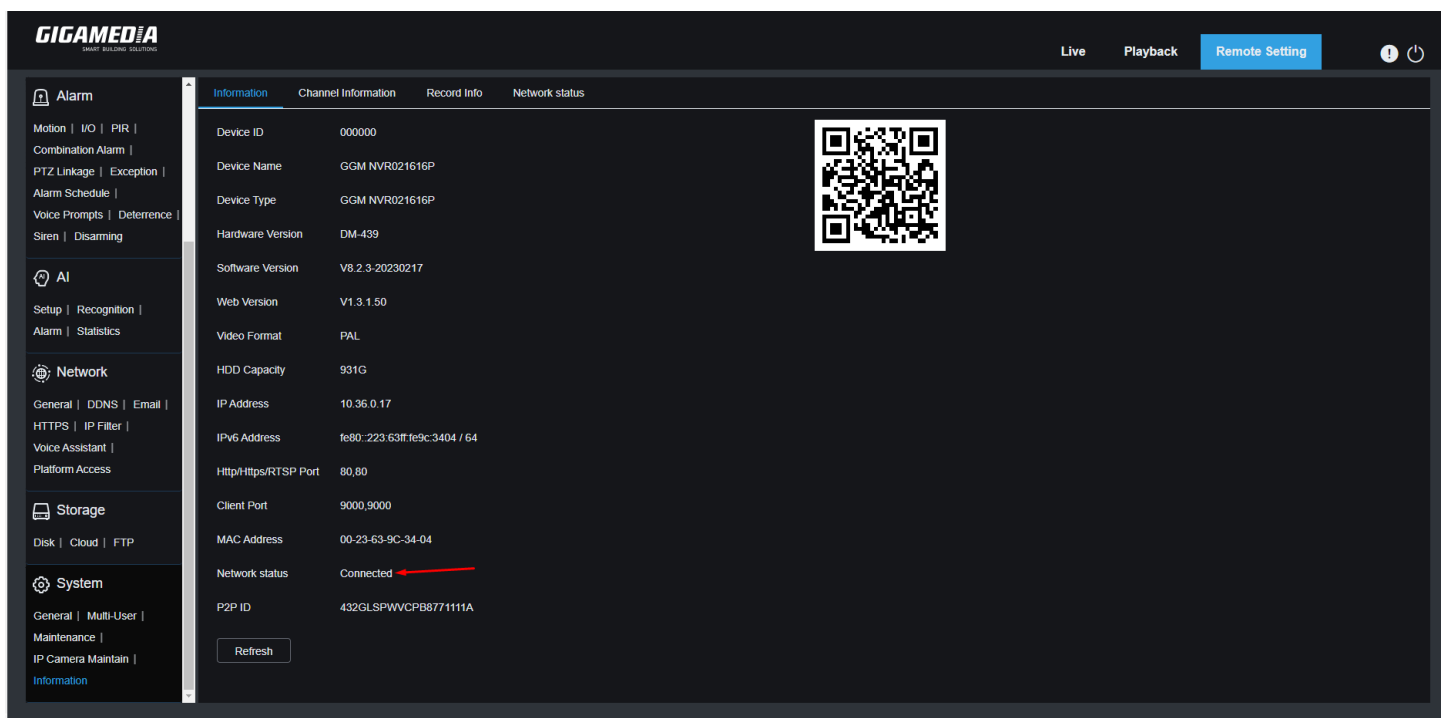 GIGAMEDIA
SMART BUILDING SOLUTIONS
Live Playback Remote Setting
Alarm
Motion | I/O | PIR |
Combination Alarm |
PTZ Linkage | Exception |
Alarm Schedule |
Voice Prompts | Deterrence |
Siren | Disarming
AI
AI
Setup | Recognition |
Alarm | Statistics
Network
General | DDNS | Email |
HTTPS | IP Filter |
Voice Assistant |
Platform Access
Storage
Disk | Cloud | FTP
System
General | Multi-User |
Maintenance |
IP Camera Maintain |
Information
Information Channel Information Record Info Network status
Device ID 000000
Device Name GGM NVR021616P
Device Type GGM NVR021616P
Hardware Version DM-439
Software Version V8.2.3-20230217
Web Version V1.3.1.50
Video Format PAL
HDD Capacity 931G
IP Address 10.36.0.17
IPv6 Address fe80::223:63ff:fe9c:3404 / 64
Http/Https/RTSP Port 80,80
Client Port 9000,9000
MAC Address 00-23-63-9C-34-04
Network status Connected
P2P ID 432GLSPWVCPB8771111A
Refresh